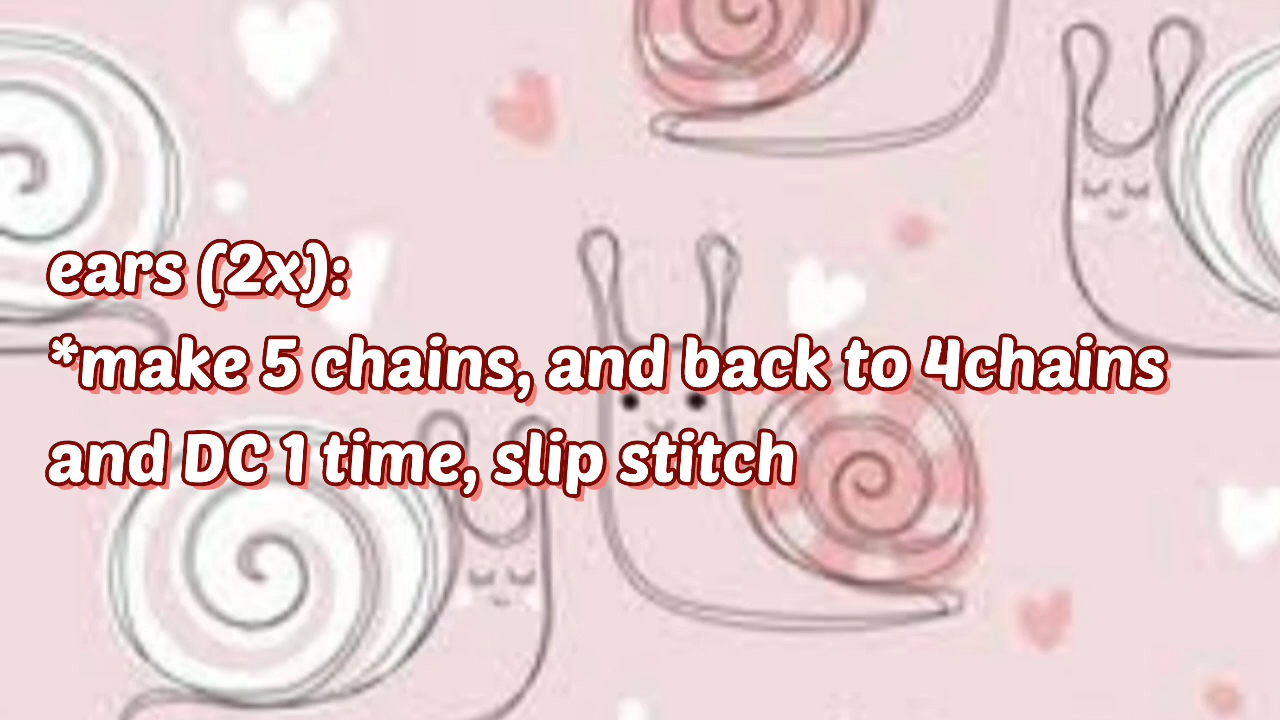 ears (2x):
*make 5 chains, and back to 4chains
and DC 1 time, slip stitch